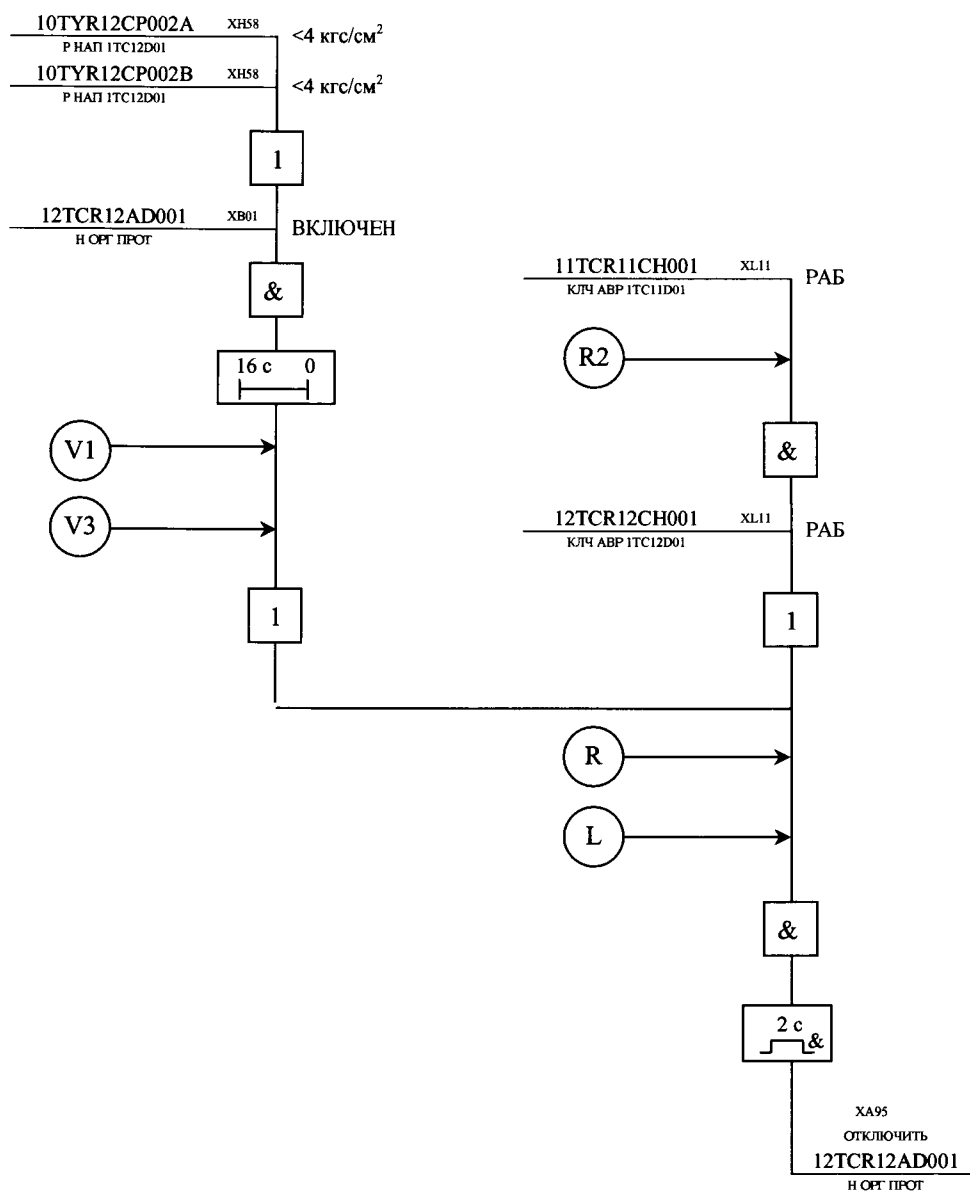 10TYR12CP002A XH58 <4 кгс/см²
Р НАП 1TC12D01
10TYR12CP002B XH58 <4 кгс/см²
Р НАП 1TC12D01
1
12TCR12AD001 XB01 ВКЛЮЧЕН
Н ОРГ ПРОТ
&
16 с 0
V1
V3
1
11TCR11CH001 XL11 РАБ
КЛЧ АВР 1TC11D01
R2
&
12TCR12CH001 XL11 РАБ
КЛЧ АВР 1TC12D01
1
R
L
&
2 с
&
XA95
ОТКЛЮЧИТЬ
12TCR12AD001
Н ОРГ ПРОТ